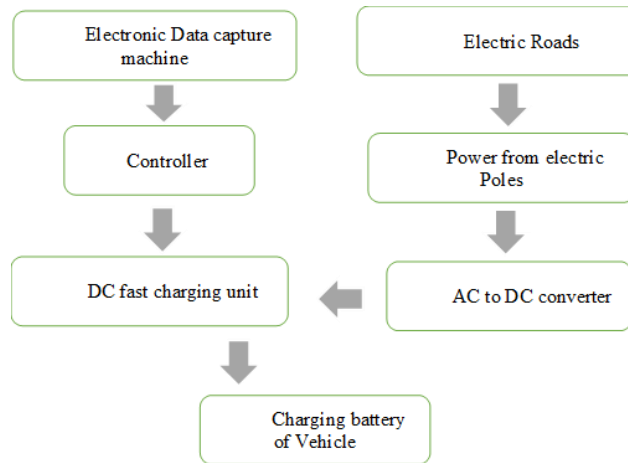 Electronic Data capture
machine
Electric Roads
Controller
Power from electric
Poles
DC fast charging unit
AC to DC converter
Charging battery
of Vehicle